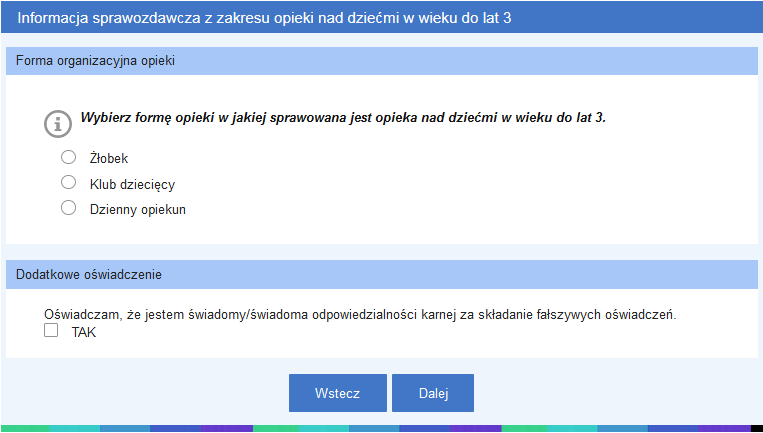 Informacja sprawozdawcza z zakresu opieki nad dziećmi w wieku do lat 3
Forma organizacyjna opieki
Wybierz formę opieki w jakiej sprawowana jest opieka nad dziećmi w wieku do lat 3.
Żłobek
Klub dziecięcy
Dzienny opiekun
Dodatkowe oświadczenie
Oświadczam, że jestem świadomy/świadoma odpowiedzialności karnej za składanie fałszywych oświadczeń.
TAK
Wstecz Dalej